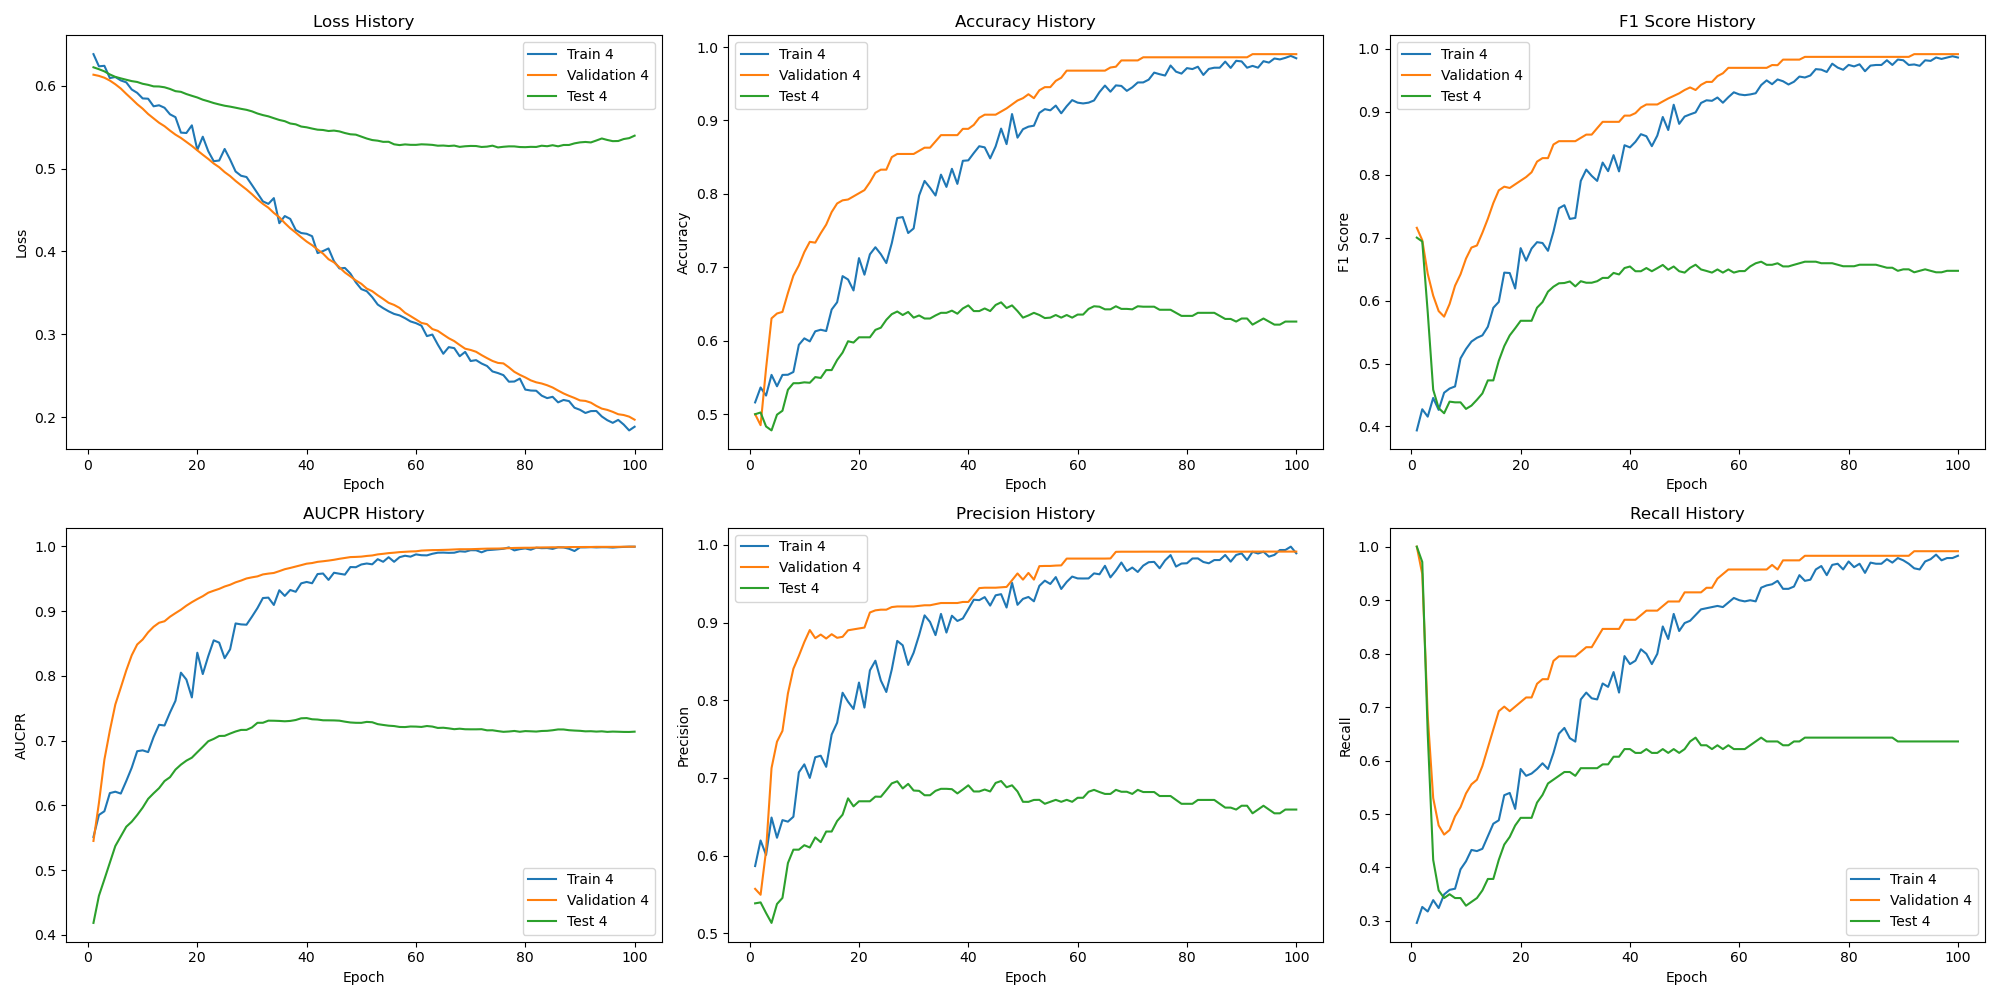 Loss History
Loss
0.6
0.5
0.4
0.3
0.2
Train 4
Validation 4
Test 4
0 20 40 60 80 100
Epoch
Accuracy History
Accuracy
1.0
0.9
0.8
0.7
0.6
0.5
Train 4
Validation 4
Test 4
0 20 40 60 80 100
Epoch
F1 Score History
F1 Score
1.0
0.9
0.8
0.7
0.6
0.5
0.4
Train 4
Validation 4
Test 4
0 20 40 60 80 100
Epoch
AUCPR History
AUCPR
1.0
0.9
0.8
0.7
0.6
0.5
0.4
Train 4
Validation 4
Test 4
0 20 40 60 80 100
Epoch
Precision History
Precision
1.0
0.9
0.8
0.7
0.6
0.5
Train 4
Validation 4
Test 4
0 20 40 60 80 100
Epoch
Recall History
Recall
1.0
0.9
0.8
0.7
0.6
0.5
0.4
0.3
Train 4
Validation 4
Test 4
0 20 40 60 80 100
Epoch